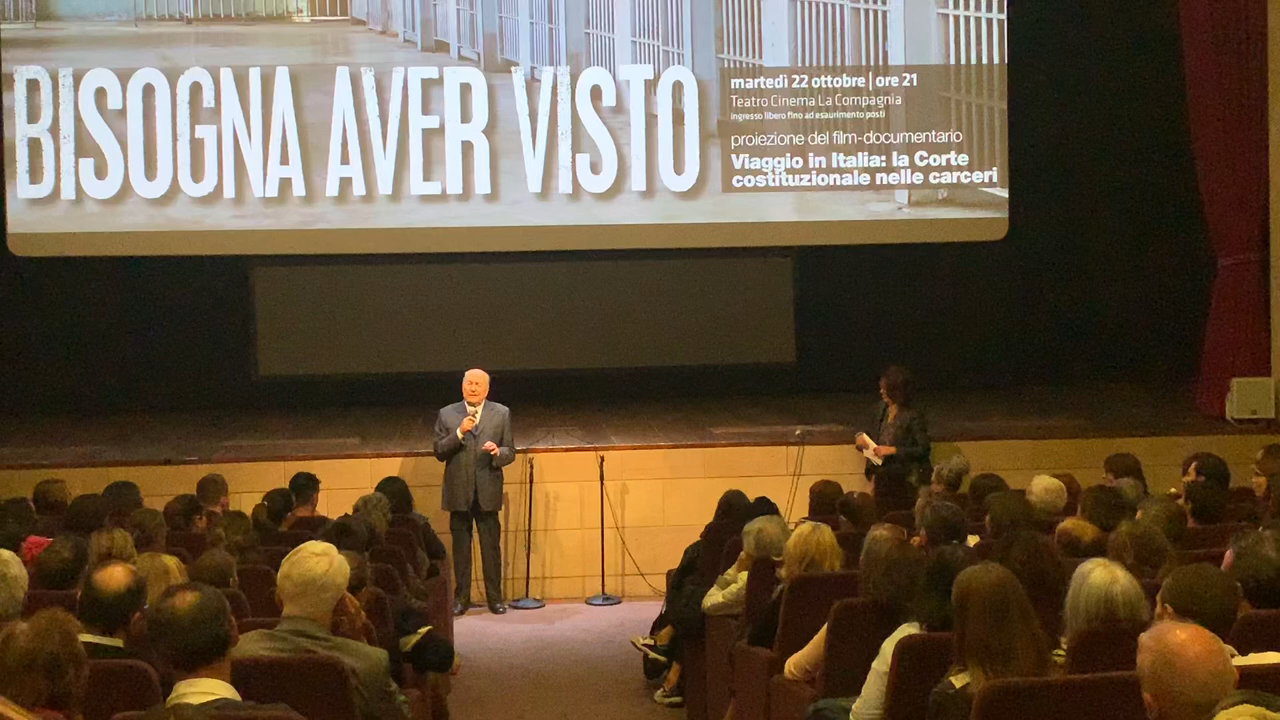 BISOGNA AVER VISTO
martedì 22 ottobre | ore 21
Teatro Cinema La Compagnia
ingresso libero fino ad esaurimento posti
proiezione del film-documentario
Viaggio in Italia: la Corte
costituzionale nelle carceri